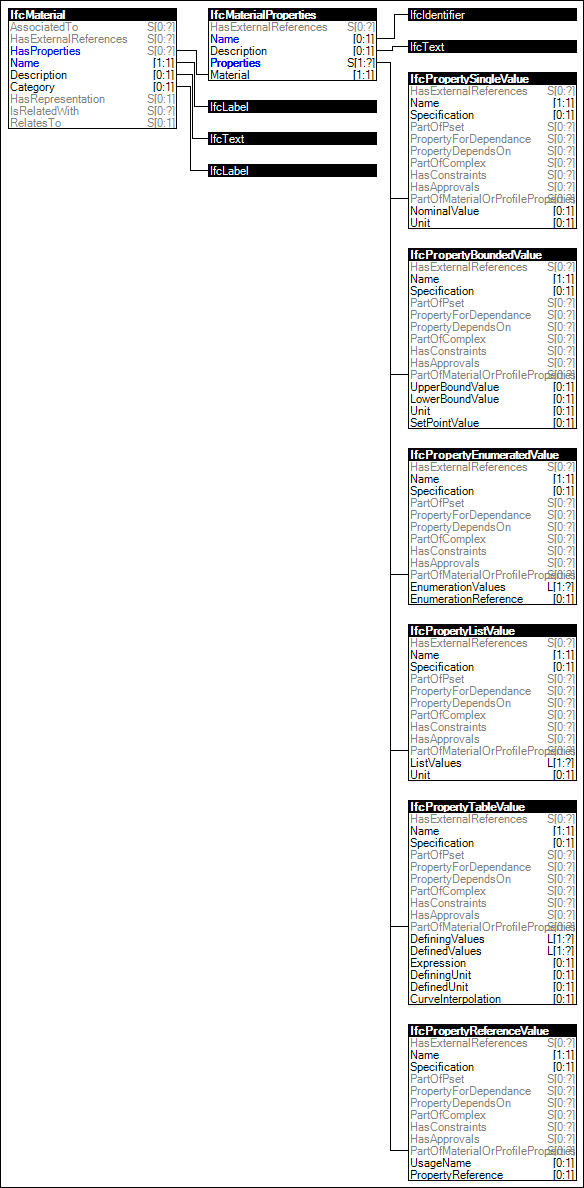 IfcMaterial
AssociatedTo S[0:?]
HasExternalReferences S[0:?]
HasProperties S[0:?]
Name [1:1]
Description [0:1]
Category [0:1]
HasRepresentation S[0:1]
IsRelatedWith S[0:?]
RelatesTo S[0:1]
IfcMaterialProperties
HasExternalReferences S[0:?]
Name [0:1]
Description [0:1]
Properties S[1:?]
Material [1:1]
IfcLabel
IfcText
IfcLabel
IfcIdentifier
IfcText
IfcPropertySingleValue
HasExternalReferences S[0:?]
Name [1:1]
Specification [0:1]
PartOfPset S[0:?]
PropertyForDependance S[0:?]
PropertyDependsOn S[0:?]
PartOfComplex S[0:?]
HasConstraints S[0:?]
HasApprovals S[0:?]
PartOfMaterialOrProfileProperties S[0:?]
NominalValue [0:1]
Unit [0:1]
IfcPropertyBoundedValue
HasExternalReferences S[0:?]
Name [1:1]
Specification [0:1]
PartOfPset S[0:?]
PropertyForDependance S[0:?]
PropertyDependsOn S[0:?]
PartOfComplex S[0:?]
HasConstraints S[0:?]
HasApprovals S[0:?]
PartOfMaterialOrProfileProperties S[0:?]
UpperBoundValue [0:1]
LowerBoundValue [0:1]
Unit [0:1]
SetPointValue [0:1]
IfcPropertyEnumeratedValue
HasExternalReferences S[0:?]
Name [1:1]
Specification [0:1]
PartOfPset S[0:?]
PropertyForDependance S[0:?]
PropertyDependsOn S[0:?]
PartOfComplex S[0:?]
HasConstraints S[0:?]
HasApprovals S[0:?]
PartOfMaterialOrProfileProperties S[0:?]
EnumerationValues L[1:?]
EnumerationReference [0:1]
IfcPropertyListValue
HasExternalReferences S[0:?]
Name [1:1]
Specification [0:1]
PartOfPset S[0:?]
PropertyForDependance S[0:?]
PropertyDependsOn S[0:?]
PartOfComplex S[0:?]
HasConstraints S[0:?]
HasApprovals S[0:?]
PartOfMaterialOrProfileProperties S[0:?]
ListValues L[1:?]
Unit [0:1]
IfcPropertyTableValue
HasExternalReferences S[0:?]
Name [1:1]
Specification [0:1]
PartOfPset S[0:?]
PropertyForDependance S[0:?]
PropertyDependsOn S[0:?]
PartOfComplex S[0:?]
HasConstraints S[0:?]
HasApprovals S[0:?]
PartOfMaterialOrProfileProperties S[0:?]
DefiningValues L[1:?]
DefinedValues L[1:?]
Expression [0:1]
DefiningUnit [0:1]
DefinedUnit [0:1]
CurveInterpolation [0:1]
IfcPropertyReferenceValue
HasExternalReferences S[0:?]
Name [1:1]
Specification [0:1]
PartOfPset S[0:?]
PropertyForDependance S[0:?]
PropertyDependsOn S[0:?]
PartOfComplex S[0:?]
HasConstraints S[0:?]
HasApprovals S[0:?]
PartOfMaterialOrProfileProperties S[0:?]
UsageName [0:1]
PropertyReference [0:1]